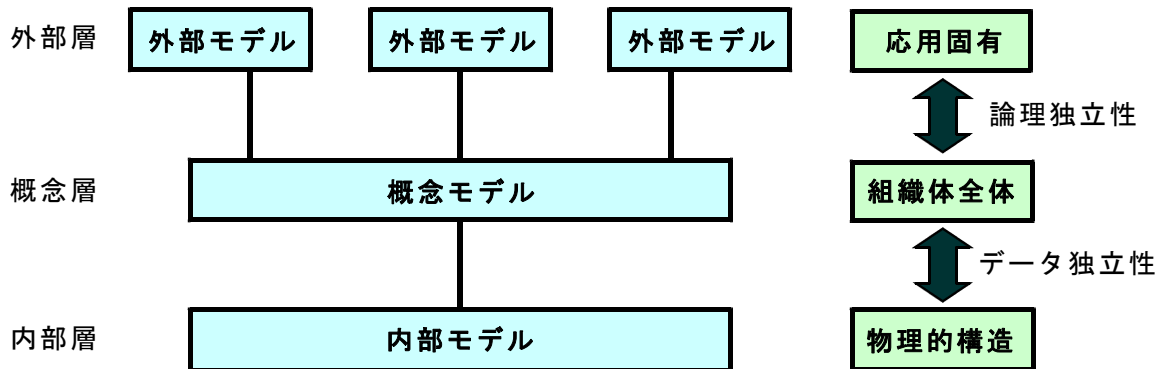 外部層
外部モデル
外部モデル
外部モデル
応用固有
論理独立性
概念層
概念モデル
組織体全体
データ独立性
内部層
内部モデル
物理的構造